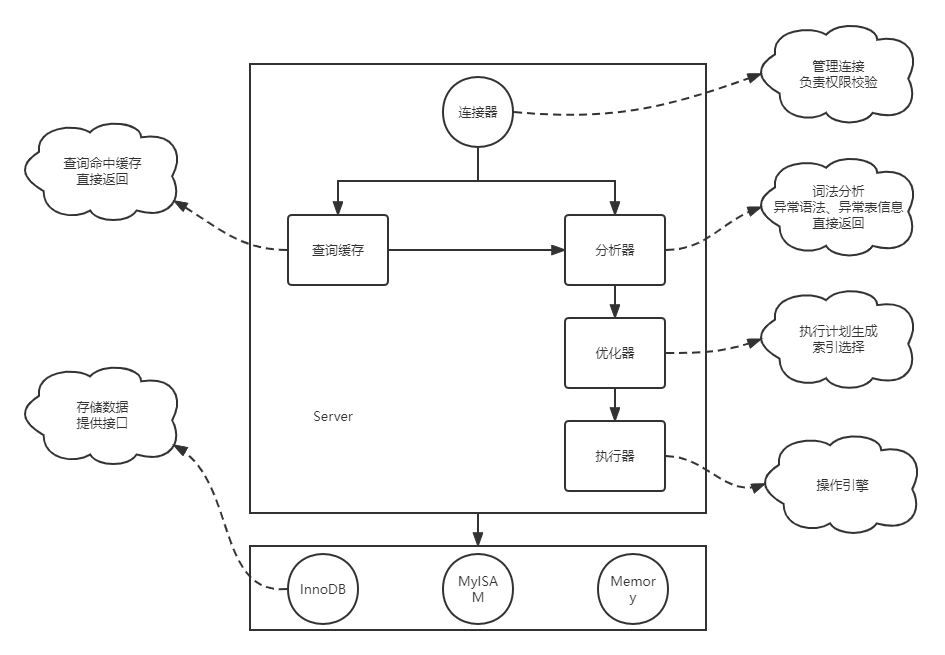 管理连接
负责权限校验
连接器
查询命中缓存
直接返回
词法分析
异常语法、异常表信息
直接返回
查询缓存
分析器
执行计划生成
索引选择
优化器
存储数据
提供接口
Server
执行器
操作引擎
InnoDB
MyISA
M
Memor
y